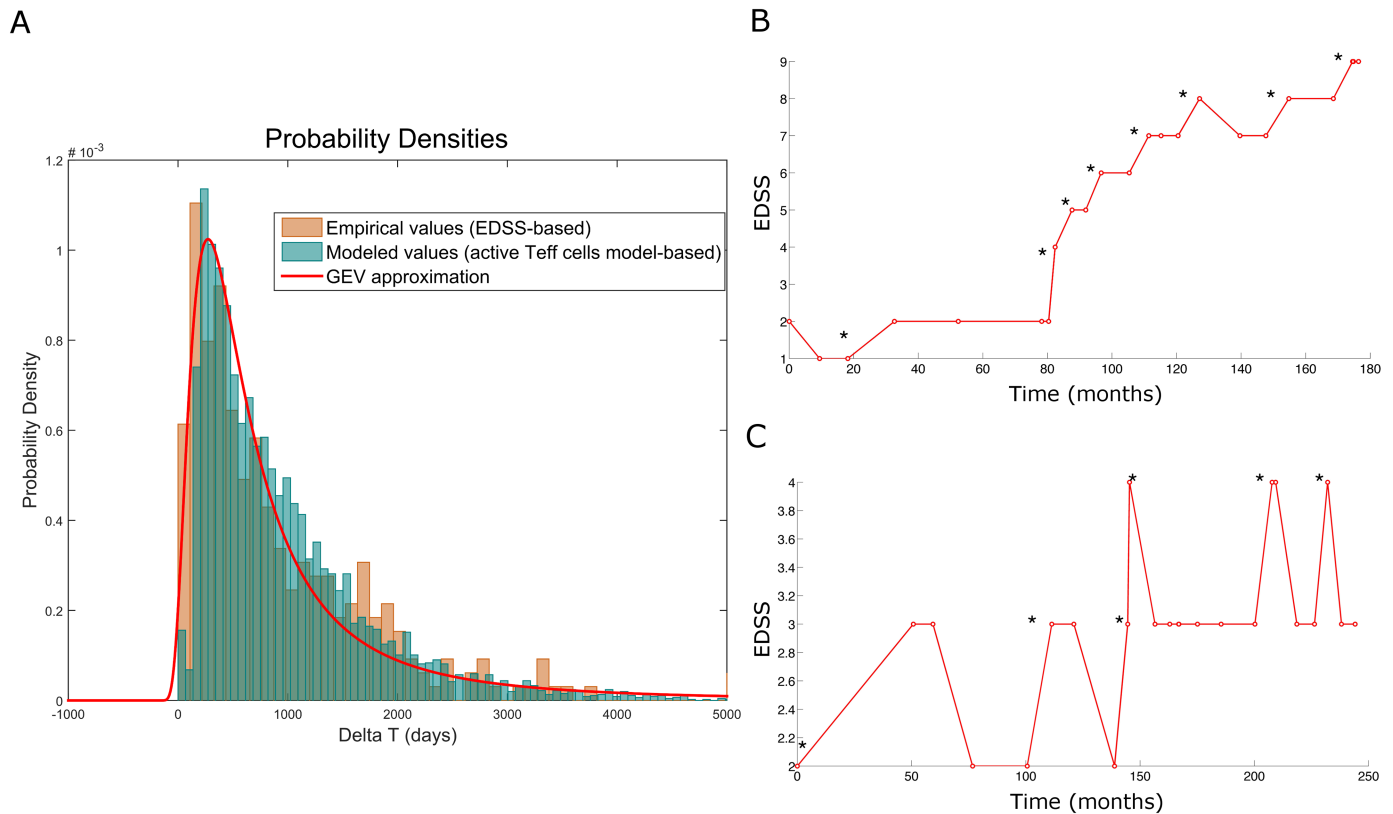 A
Probability Densities
# 10^-3
1.2
1
0.8
0.6
0.4
0.2
0
Probability Density
Empirical values (EDSS-based)
Modeled values (active Teff cells model-based)
GEV approximation
-1000 0 1000 2000 3000 4000 5000
Delta T (days)
B
9
8
7
6
5
4
3
2
1
EDSS
* * * * * * * *
0 20 40 60 80 100 120 140 160 180
Time (months)
C
4
3.8
3.6
3.4
3.2
3
2.8
2.6
2.4
2.2
2
EDSS
* * * * * *
0 50 100 150 200 250
Time (months)